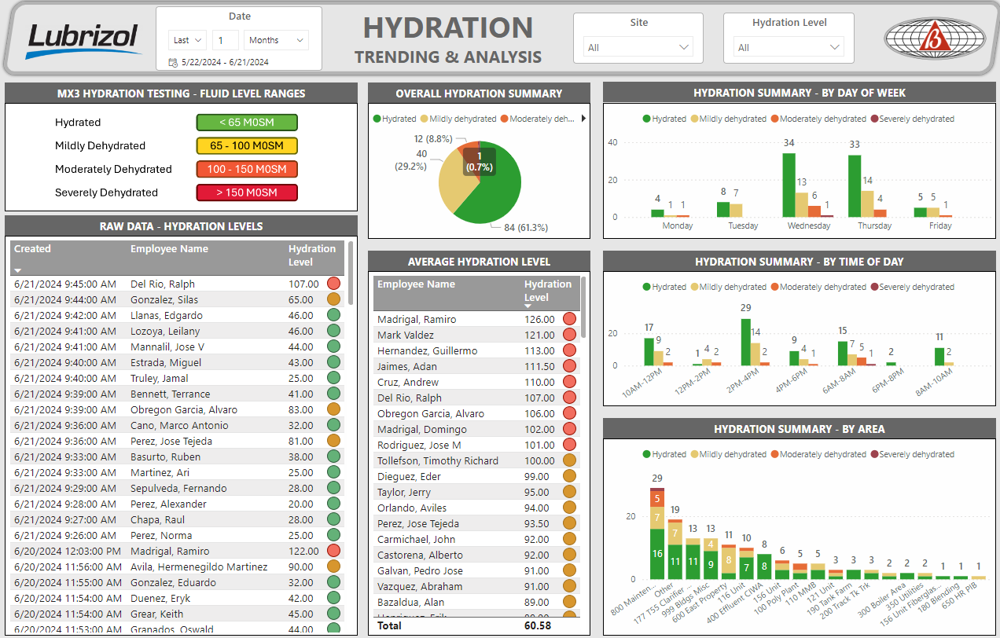 Lubrizol
Date
Last 1 Months
5/22/2024 - 6/21/2024
HYDRATION
TRENDING & ANALYSIS
Site
All
Hydration Level
All
B
MX3 HYDRATION TESTING - FLUID LEVEL RANGES
Hydrated < 65 M0SM
Mildly Dehydrated 65 - 100 M0SM
Moderately Dehydrated 100 - 150 M0SM
Severely Dehydrated > 150 M0SM
RAW DATA - HYDRATION LEVELS
Created Employee Name Hydration
Level
6/21/2024 9:45:00 AM Del Rio, Ralph 107.00
6/21/2024 9:44:00 AM Gonzalez, Silas 65.00
6/21/2024 9:42:00 AM Llanas, Edgardo 46.00
6/21/2024 9:41:00 AM Lozoya, Leilany 46.00
6/21/2024 9:41:00 AM Mannalil, Jose V 44.00
6/21/2024 9:40:00 AM Estrada, Miguel 43.00
6/21/2024 9:40:00 AM Truley, Jamal 25.00
6/21/2024 9:39:00 AM Bennett, Terrance 41.00
6/21/2024 9:39:00 AM Obregon Garcia, Alvaro 83.00
6/21/2024 9:36:00 AM Cano, Marco Antonio 32.00
6/21/2024 9:36:00 AM Perez, Jose Tejeda 81.00
6/21/2024 9:33:00 AM Basurto, Ruben 38.00
6/21/2024 9:33:00 AM Martinez, Ari 25.00
6/21/2024 9:29:00 AM Sepulveda, Fernando 28.00
6/21/2024 9:28:00 AM Perez, Alexander 20.00
6/21/2024 9:27:00 AM Chapa, Raul 28.00
6/21/2024 9:26:00 AM Perez, Norma 25.00
6/20/2024 12:03:00 PM Madrigal, Ramiro 122.00
6/20/2024 11:56:00 AM Avila, Hermenegildo Martinez 90.00
6/20/2024 11:55:00 AM Gonzalez, Eduardo 32.00
6/20/2024 11:54:00 AM Duenez, Eryk 42.00
6/20/2024 11:54:00 AM Grear, Keith 45.00
6/20/2024 11:53:00 AM Granados, Oswald 44.00
OVERALL HYDRATION SUMMARY
Hydrated Mildly dehydrated Moderately deh...
12 (8.8%)
40
(29.2%)
1
(0.7%)
84 (61.3%)
AVERAGE HYDRATION LEVEL
Employee Name Hydration
Level
Madrigal, Ramiro 126.00
Mark Valdez 121.00
Hernandez, Guillermo 113.00
Jaimes, Adan 111.50
Cruz, Andrew 110.00
Del Rio, Ralph 107.00
Obregon Garcia, Alvaro 106.00
Madrigal, Domingo 102.00
Rodriguez, Jose M 101.00
Tollefson, Timothy Richard 100.00
Dieguez, Eder 99.00
Taylor, Jerry 95.00
Orlando, Aviles 94.00
Perez, Jose Tejeda 93.50
Carmichael, John 92.00
Castorena, Alberto 92.00
Galvan, Pedro Jose 91.00
Vazquez, Abraham 91.00
Bazaldua, Alan 89.00
Total 60.58
HYDRATION SUMMARY - BY DAY OF WEEK
Hydrated Mildly dehydrated Moderately dehydrated Severely dehydrated
40
20
0
4 1 1
8 7
34 13 6 1
33 14 4
5 5 1
Monday Tuesday Wednesday Thursday Friday
HYDRATION SUMMARY - BY TIME OF DAY
Hydrated Mildly dehydrated Moderately dehydrated Severely dehydrated
20
0
17 9 2
1 4 2
29 14 2
9 4 1
15 7 5 1
2
11 2
10AM-12PM 12PM-2PM 2PM-4PM 4PM-6PM 6AM-8AM 6PM-8PM 8AM-10AM
HYDRATION SUMMARY - BY AREA
Hydrated Mildly dehydrated Moderately dehydrated Severely dehydrated
20
0
29 19 13 13 11 10 8 6 5 5 3 3 3 2 2 2 1 1 1
5
7 7 4 8
16 11 11 9 7 8
800 Mainten...
Other
177 T55 Clarifier ...
999 Bldgs Misc
600 East Property
116 Unit
400 Effluent CIWA
156 Unit
100 Poly Plant
110 MMB
121 Unit
190 Tank Farm
200 Track Tk Trk
300 Boiler Area
350 Utilities
156 Unit Fiberglas...
180 Blending
650 HR PIB